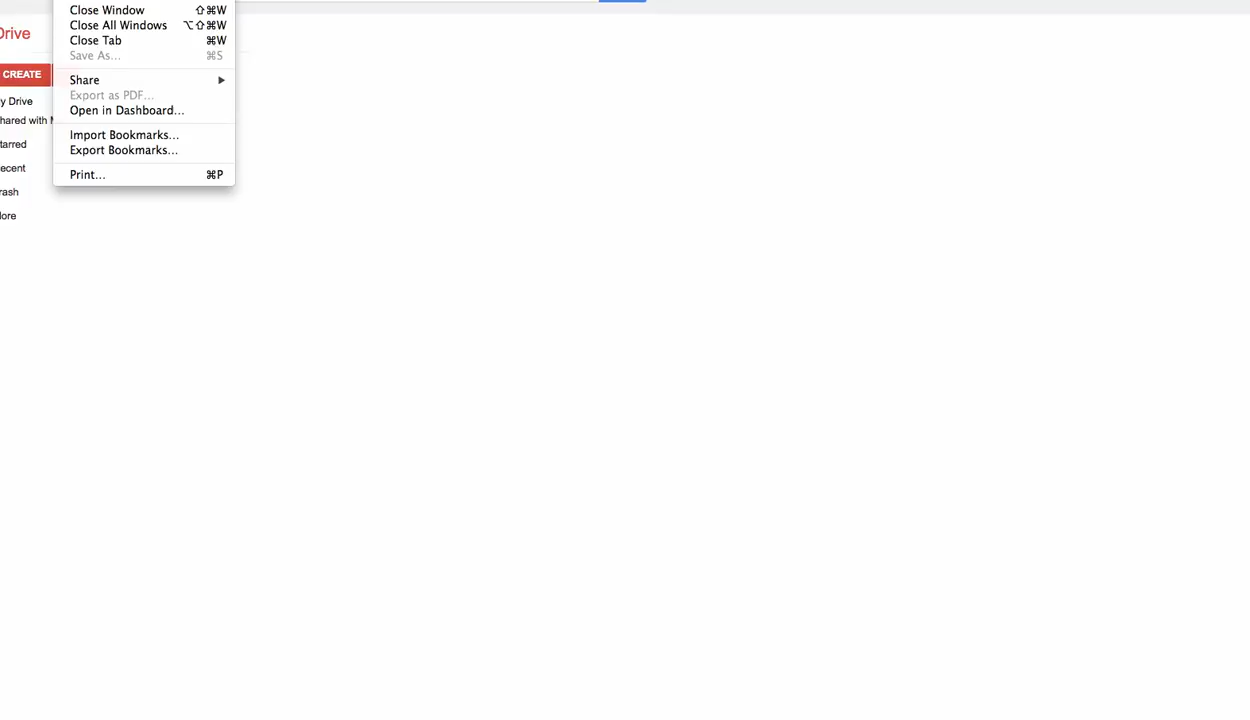 Close Window ⇧⌘W
Close All Windows ⌥⇧⌘W
Close Tab ⌘W
Save As... ⌘S
Share ▶
Export as PDF...
Open in Dashboard...
Import Bookmarks...
Export Bookmarks...
Print... ⌘P
Drive
CREATE
y Drive
hared with M
tarred
ecent
rash
lore